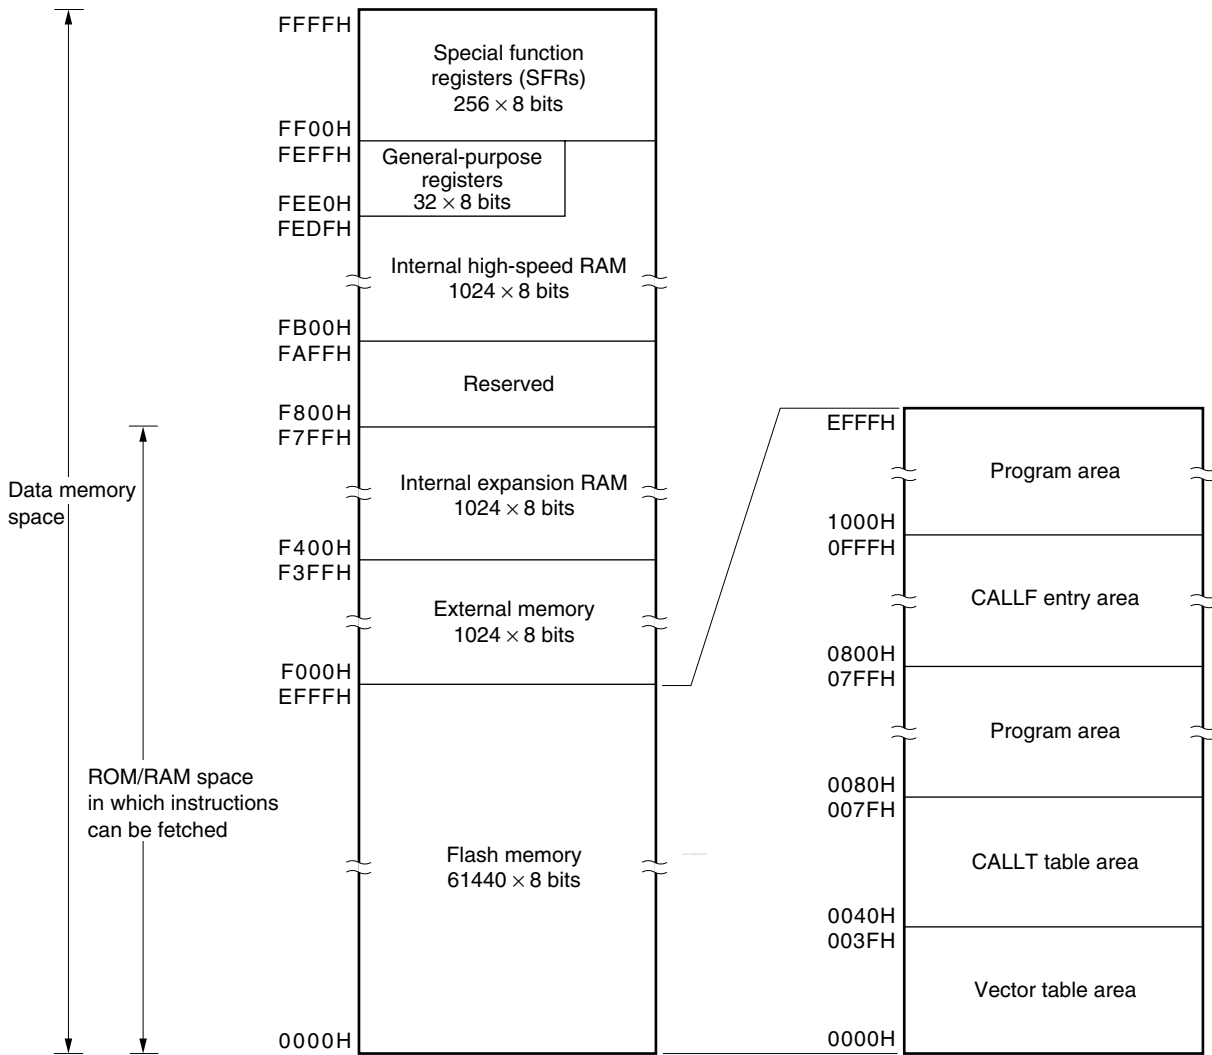 FFFFH
Special function
registers (SFRs)
256 × 8 bits
FF00H
FEFFH
General-purpose
registers
32 × 8 bits
FEE0H
FEDFH
Internal high-speed RAM
1024 × 8 bits
FB00H
FAFFH
Reserved
F800H
F7FFH
Data memory
space
Internal expansion RAM
1024 × 8 bits
F400H
F3FFH
External memory
1024 × 8 bits
F000H
EFFFH
ROM/RAM space
in which instructions
can be fetched
Flash memory
61440 × 8 bits
0000H
EFFFH
Program area
1000H
0FFFH
CALLF entry area
0800H
07FFH
Program area
0080H
007FH
CALLT table area
0040H
003FH
Vector table area
0000H